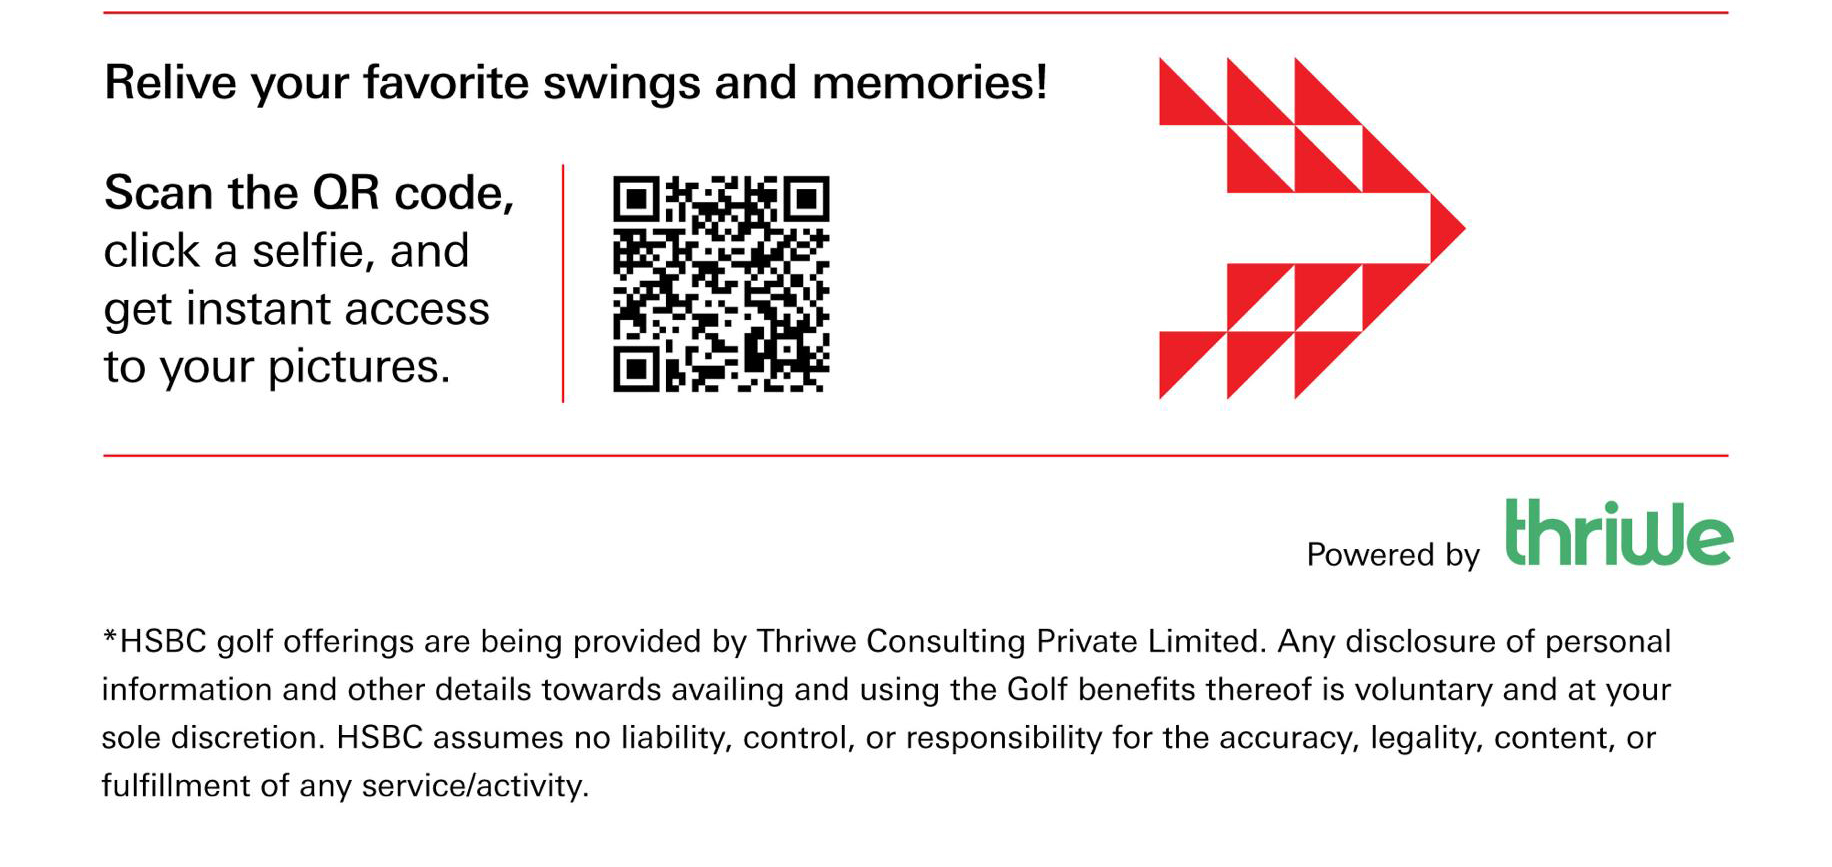 Relive your favorite swings and memories!
Scan the QR code,
click a selfie, and
get instant access
to your pictures.
Powered by thriwe
*HSBC golf offerings are being provided by Thriwe Consulting Private Limited. Any disclosure of personal
information and other details towards availing and using the Golf benefits thereof is voluntary and at your
sole discretion. HSBC assumes no liability, control, or responsibility for the accuracy, legality, content, or
fulfillment of any service/activity.